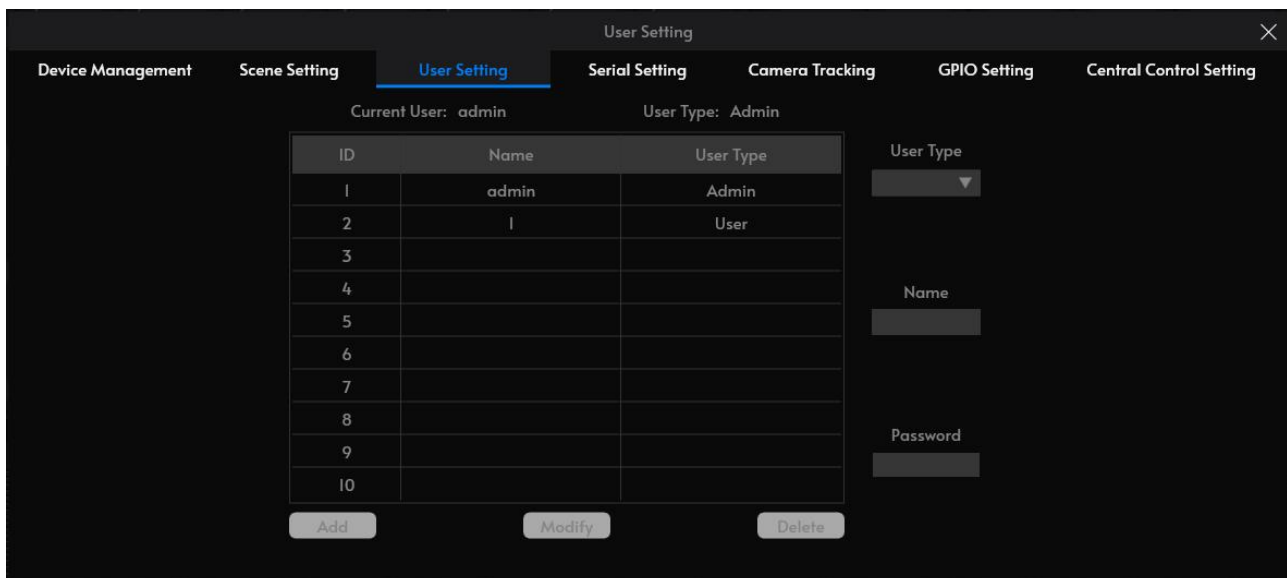 User Setting
Device Management Scene Setting User Setting Serial Setting Camera Tracking GPIO Setting Central Control Setting
Current User: admin User Type: Admin
ID Name User Type
1 admin Admin
2 1 User
3
4
5
6
7
8
9
10
User Type
Name
Password
Add Modify Delete